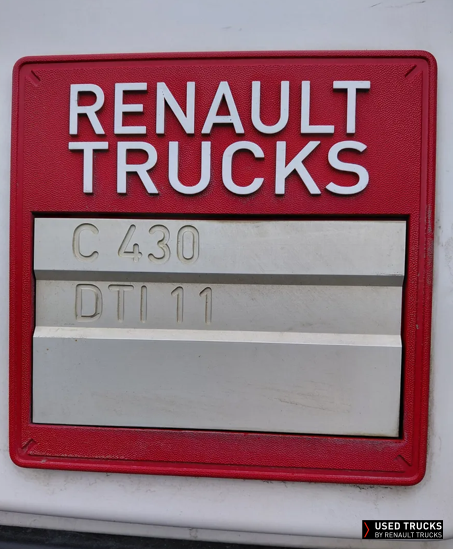 RENAULT
TRUCKS
C 430
DTI 11
USED TRUCKS
BY RENAULT TRUCKS